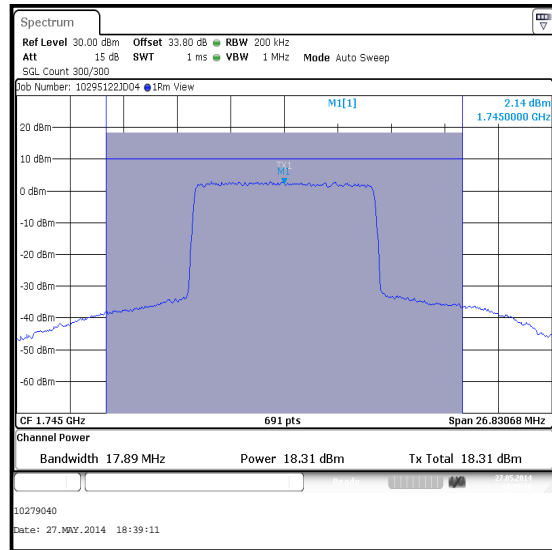 Spectrum
Ref Level 30.00 dBm Offset 33.80 dB RBW 200 kHz
Att 15 dB SWT 1 ms VBW 1 MHz Mode Auto Sweep
SGL Count 300/300
Job Number: 10295122JD04 1Rm View
M1[1] 2.14 dBm
1.7450000 GHz
20 dBm
10 dBm
TX1
M1
0 dBm
-10 dBm
-20 dBm
-30 dBm
-40 dBm
-50 dBm
-60 dBm
CF 1.745 GHz 691 pts Span 26.83068 MHz
Channel Power
Bandwidth 17.89 MHz Power 18.31 dBm Tx Total 18.31 dBm
Ready 27.05.2014
10279040
Date: 27.MAY.2014 18:39:11